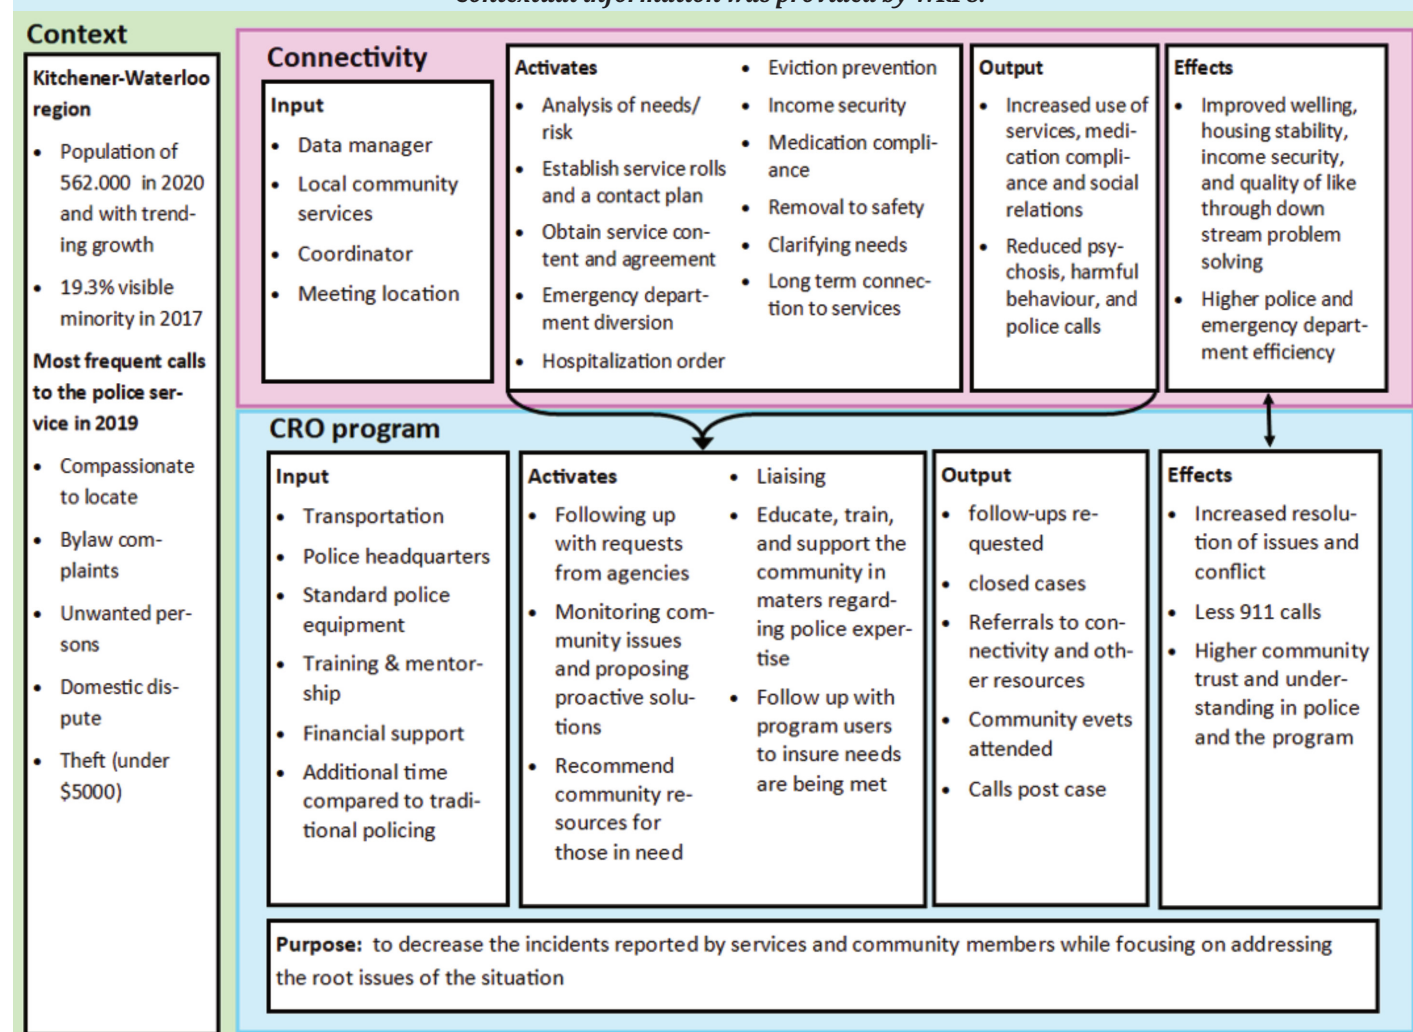 Contextual information was provided by WRPS.
Context
Kitchener-Waterloo
region
• Population of
562.000 in 2020
and with trend-
ing growth
• 19.3% visible
minority in 2017
Most frequent calls
to the police ser-
vice in 2019
• Compassionate
to locate
• Bylaw com-
plaints
• Unwanted per-
sons
• Domestic dis-
pute
• Theft (under
$5000)
Connectivity
Input
• Data manager
• Local community
services
• Coordinator
• Meeting location
Activates
• Analysis of needs/
risk
• Establish service rolls
and a contact plan
• Obtain service con-
tent and agreement
• Emergency depart-
ment diversion
• Hospitalization order
• Eviction prevention
• Income security
• Medication compli-
ance
• Removal to safety
• Clarifying needs
• Long term connec-
tion to services
Output
• Increased use of
services, medi-
cation compli-
ance and social
relations
• Reduced psy-
chosis, harmful
behaviour, and
police calls
Effects
• Improved welling,
housing stability,
income security,
and quality of like
through down
stream problem
solving
• Higher police and
emergency depart-
ment efficiency
CRO program
Input
• Transportation
• Police headquarters
• Standard police
equipment
• Training & mentor-
ship
• Financial support
• Additional time
compared to tradi-
tional policing
Activates
• Following up
with requests
from agencies
• Monitoring com-
munity issues
and proposing
proactive solu-
tions
• Recommend
community re-
sources for
those in need
• Liaising
• Educate, train,
and support the
community in
maters regard-
ing police exper-
tise
• Follow up with
program users
to insure needs
are being met
Output
• follow-ups re-
quested
• closed cases
• Referrals to con-
nectivity and oth-
er resources
• Community evets
attended
• Calls post case
Effects
• Increased resolu-
tion of issues and
conflict
• Less 911 calls
• Higher community
trust and under-
standing in police
and the program
Purpose: to decrease the incidents reported by services and community members while focusing on addressing
the root issues of the situation